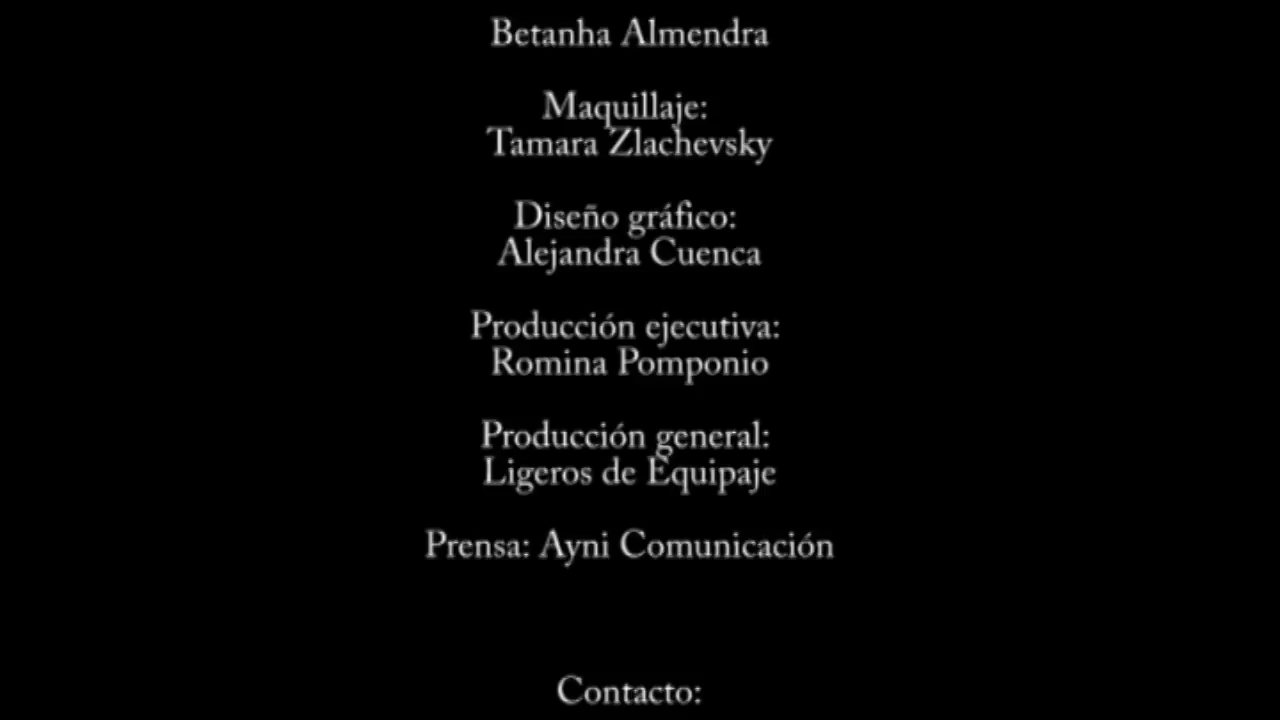 Betanha Almendra
Maquillaje:
Tamara Zlachevsky
Diseño gráfico:
Alejandra Cuenca
Producción ejecutiva:
Romina Pomponio
Producción general:
Ligeros de Equipaje
Prensa: Ayni Comunicación
Contacto: